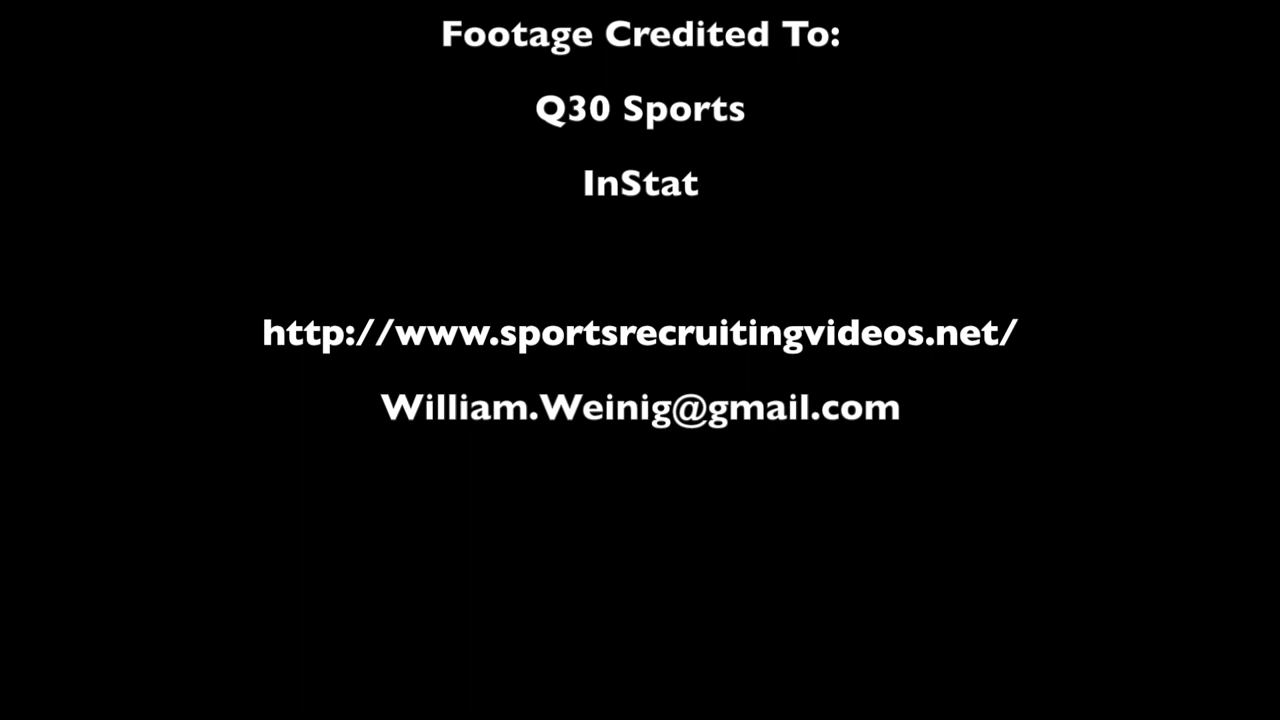 Footage Credited To:
Q30 Sports
InStat
http://www.sportsrecruitingvideos.net/
William.Weinig@gmail.com